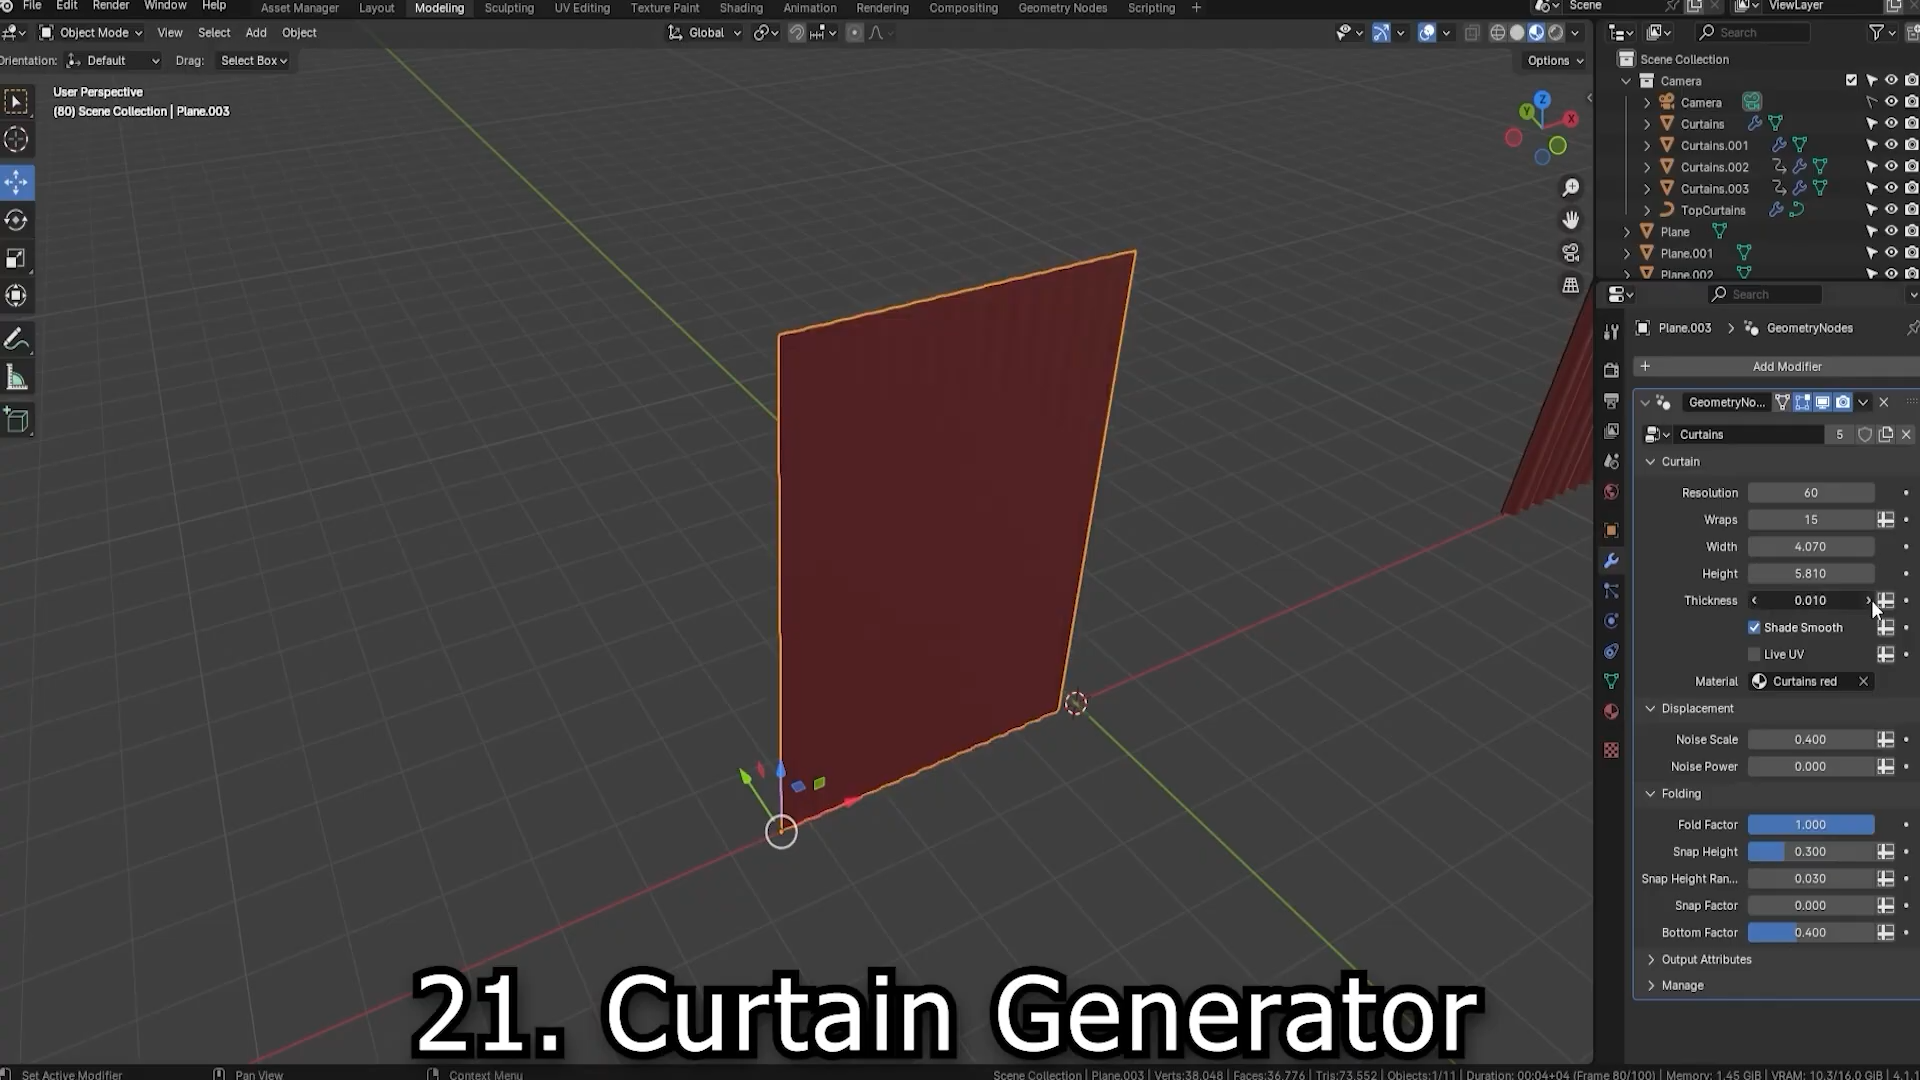 File Edit Render Window Help Asset Manager Layout Modeling Sculpting UV Editing Texture Paint Shading Animation Rendering Compositing Geometry Nodes Scripting + Scene ViewLayer
Object Mode View Select Add Object Global Search
Orientation: Default Drag: Select Box Options
User Perspective
(80) Scene Collection | Plane.003
Z
Y
X
Scene Collection
Camera
Camera
Curtains
Curtains.001
Curtains.002
Curtains.003
TopCurtains
Plane
Plane.001
Plane.002
Search
Plane.003 > GeometryNodes
+ Add Modifier
GeometryNo...
Curtains 5
Curtain
Resolution 60
Wraps 15
Width 4.070
Height 5.810
Thickness 0.010
Shade Smooth
Live UV
Material Curtains red
Displacement
Noise Scale 0.400
Noise Power 0.000
Folding
Fold Factor 1.000
Snap Height 0.300
Snap Height Ran... 0.030
Snap Factor 0.000
Bottom Factor 0.400
Output Attributes
Manage
21. Curtain Generator
Set Active Modifier Pan View Context Menu Scene Collection | Plane.003 | Verts:38,048 | Faces:36,776 | Tris:73,552 | Objects:1/11 | Duration: 00:04+04 (Frame 80/100) | Memory: 1.45 GiB | VRAM: 10.3/16.0 GiB | 4.1.1